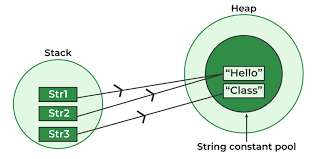 Heap
Stack
Str1
Str2
Str3
“Hello”
“Class”
String constant pool